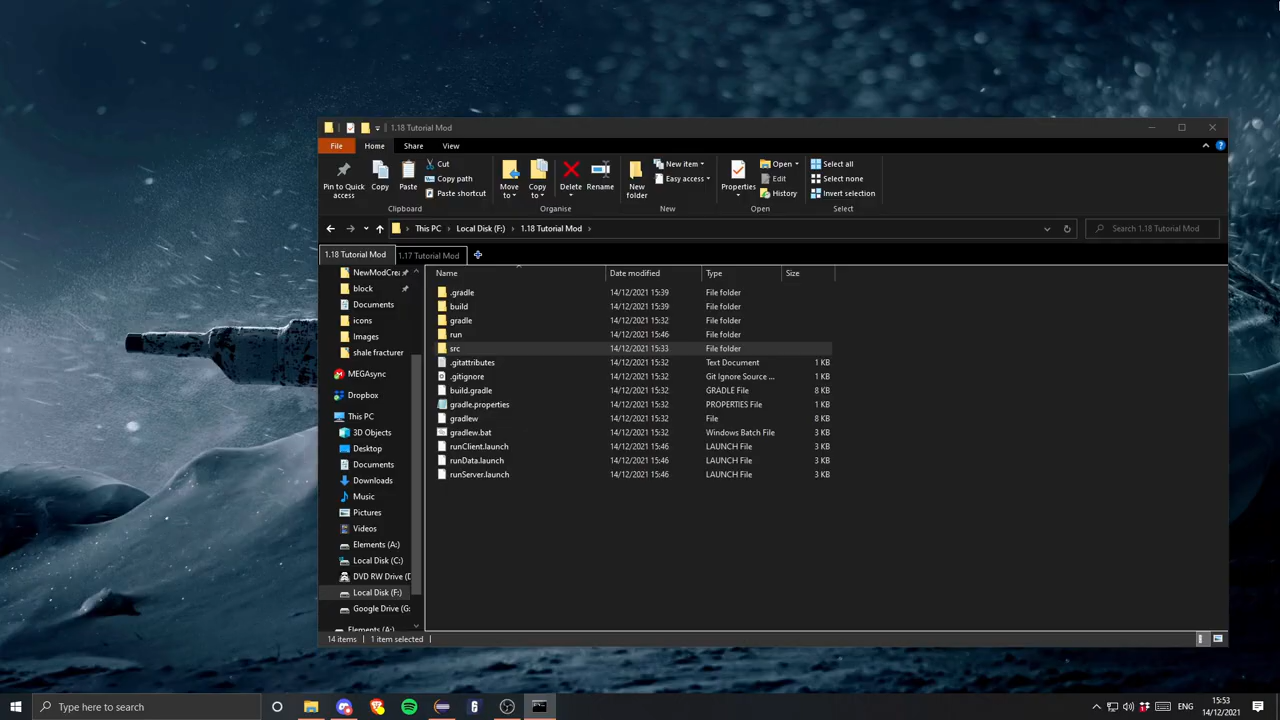 1.18 Tutorial Mod
File
Home
Share
View
Pin to Quick access
Copy
Paste
Cut
Copy path
Paste shortcut
Clipboard
Move to
Copy to
Delete
Rename
Organise
New folder
New item
Easy access
New
Properties
Open
Edit
History
Open
Select all
Select none
Invert selection
Select
This PC > Local Disk (F:) > 1.18 Tutorial Mod >
Search 1.18 Tutorial Mod
1.18 Tutorial Mod
1.17 Tutorial Mod
NewModCrea
block
Documents
icons
Images
shale fracturer
MEGAsync
Dropbox
This PC
3D Objects
Desktop
Documents
Downloads
Music
Pictures
Videos
Elements (A:)
Local Disk (C:)
DVD RW Drive (D
Local Disk (F:)
Google Drive (G:
Elements (A:)
Name Date modified Type Size
.gradle 14/12/2021 15:39 File folder
build 14/12/2021 15:39 File folder
gradle 14/12/2021 15:32 File folder
run 14/12/2021 15:46 File folder
src 14/12/2021 15:33 File folder
.gitattributes 14/12/2021 15:32 Text Document 1 KB
.gitignore 14/12/2021 15:32 Git Ignore Source ... 1 KB
build.gradle 14/12/2021 15:32 GRADLE File 8 KB
gradle.properties 14/12/2021 15:32 PROPERTIES File 1 KB
gradlew 14/12/2021 15:32 File 8 KB
gradlew.bat 14/12/2021 15:32 Windows Batch File 3 KB
runClient.launch 14/12/2021 15:46 LAUNCH File 3 KB
runData.launch 14/12/2021 15:46 LAUNCH File 3 KB
runServer.launch 14/12/2021 15:46 LAUNCH File 3 KB
14 items 1 item selected
Type here to search
6
ENG
15:53
14/12/2021